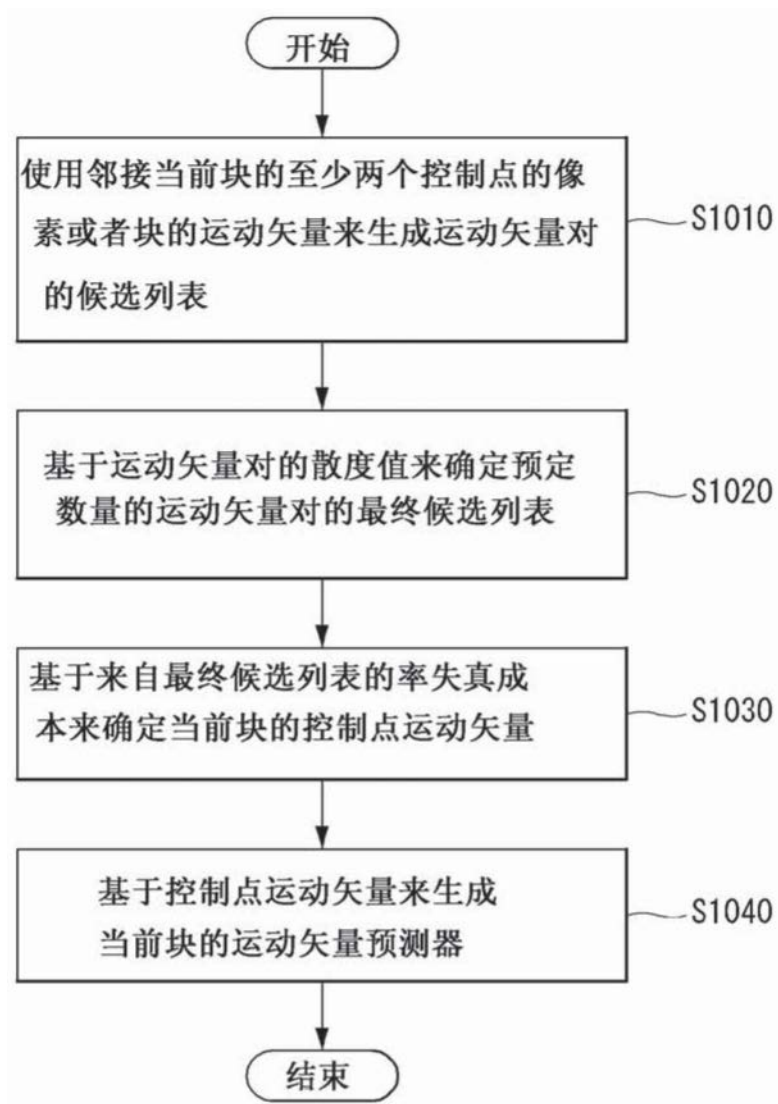 开始
使用邻接当前块的至少两个控制点的像
素或者块的运动矢量来生成运动矢量对
的候选列表
S1010
基于运动矢量对的散度值来确定预定
数量的运动矢量对的最终候选列表
S1020
基于来自最终候选列表的率失真成
本来确定当前块的控制点运动矢量
S1030
基于控制点运动矢量来生成
当前块的运动矢量预测器
S1040
结束